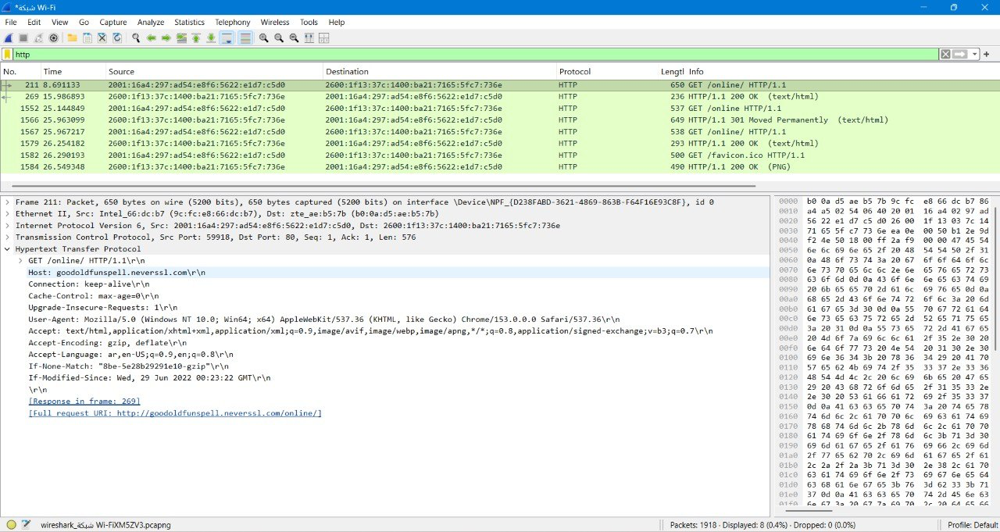 *شبكة Wi-Fi
File Edit View Go Capture Analyze Statistics Telephony Wireless Tools Help
http
No. Time Source Destination Protocol Lengtl Info
211 8.691133 2001:16a4:297:ad54:e8f6:5622:e1d7:c5d0 2600:1f13:37c:1400:ba21:7165:5fc7:736e HTTP 650 GET /online/ HTTP/1.1
269 15.986893 2600:1f13:37c:1400:ba21:7165:5fc7:736e 2001:16a4:297:ad54:e8f6:5622:e1d7:c5d0 HTTP 236 HTTP/1.1 200 OK (text/html)
1552 25.144849 2001:16a4:297:ad54:e8f6:5622:e1d7:c5d0 2600:1f13:37c:1400:ba21:7165:5fc7:736e HTTP 537 GET /online HTTP/1.1
1566 25.963099 2600:1f13:37c:1400:ba21:7165:5fc7:736e 2001:16a4:297:ad54:e8f6:5622:e1d7:c5d0 HTTP 649 HTTP/1.1 301 Moved Permanently (text/html)
1567 25.967217 2001:16a4:297:ad54:e8f6:5622:e1d7:c5d0 2600:1f13:37c:1400:ba21:7165:5fc7:736e HTTP 538 GET /online/ HTTP/1.1
1579 26.254182 2600:1f13:37c:1400:ba21:7165:5fc7:736e 2001:16a4:297:ad54:e8f6:5622:e1d7:c5d0 HTTP 293 HTTP/1.1 200 OK (text/html)
1582 26.290193 2001:16a4:297:ad54:e8f6:5622:e1d7:c5d0 2600:1f13:37c:1400:ba21:7165:5fc7:736e HTTP 500 GET /favicon.ico HTTP/1.1
1584 26.549348 2600:1f13:37c:1400:ba21:7165:5fc7:736e 2001:16a4:297:ad54:e8f6:5622:e1d7:c5d0 HTTP 490 HTTP/1.1 200 OK (PNG)
Frame 211: Packet, 650 bytes on wire (5200 bits), 650 bytes captured (5200 bits) on interface \Device\NPF_{D238FABD-3621-4869-863B-F64F16E93C8F}, id 0
Ethernet II, Src: Intel_66:dc:b7 (9c:fc:e8:66:dc:b7), Dst: zte_ae:b5:7b (b0:0a:d5:ae:b5:7b)
Internet Protocol Version 6, Src: 2001:16a4:297:ad54:e8f6:5622:e1d7:c5d0, Dst: 2600:1f13:37c:1400:ba21:7165:5fc7:736e
Transmission Control Protocol, Src Port: 59918, Dst Port: 80, Seq: 1, Ack: 1, Len: 576
Hypertext Transfer Protocol
GET /online/ HTTP/1.1\r\n
Host: goodoldfunspell.neverssl.com\r\n
Connection: keep-alive\r\n
Cache-Control: max-age=0\r\n
Upgrade-Insecure-Requests: 1\r\n
User-Agent: Mozilla/5.0 (Windows NT 10.0; Win64; x64) AppleWebKit/537.36 (KHTML, like Gecko) Chrome/153.0.0.0 Safari/537.36\r\n
Accept: text/html,application/xhtml+xml,application/xml;q=0.9,image/avif,image/webp,image/apng,*/*;q=0.8,application/signed-exchange;v=b3;q=0.7\r\n
Accept-Encoding: gzip, deflate\r\n
Accept-Language: ar,en-US;q=0.9,en;q=0.8\r\n
If-None-Match: "8be-5e28b29291e10-gzip"\r\n
If-Modified-Since: Wed, 29 Jun 2022 00:23:22 GMT\r\n
\r\n
[Response in frame: 269]
[Full request URI: http://goodoldfunspell.neverssl.com/online/]
0000 b0 0a d5 ae b5 7b 9c fc e8 66 dc b7 86
0010 a4 a5 02 54 06 40 20 01 16 a4 02 97 ad
0020 56 22 e1 d7 c5 d0 26 00 1f 13 03 7c 14
0030 71 65 5f c7 73 6e ea 0e 00 50 b1 2e 9d
0040 f2 4e 50 18 00 ff 2a f9 00 00 47 45 54
0050 6e 6c 69 6e 65 2f 20 48 54 54 50 2f 31
0060 0a 48 6f 73 74 3a 20 67 6f 6f 64 6f 6c
0070 6e 73 70 65 6c 6c 2e 6e 65 76 65 72 73
0080 63 6f 6d 0d 0a 43 6f 6e 6e 65 63 74 69
0090 20 6b 65 65 70 2d 61 6c 69 76 65 0d 0a
00a0 68 65 2d 43 6f 6e 74 72 6f 6c 3a 20 6d
00b0 61 67 65 3d 30 0d 0a 55 70 67 72 61 64
00c0 6e 73 65 63 75 72 65 2d 52 65 71 75 65
00d0 3a 20 31 0d 0a 55 73 65 72 2d 41 67 65
00e0 20 4d 6f 7a 69 6c 6c 61 2f 35 2e 30 20
00f0 6e 64 6f 77 73 20 4e 54 20 31 30 2e 30
0100 69 6e 36 34 3b 20 78 36 34 29 20 41 70
0110 57 65 62 4b 69 74 2f 35 33 37 2e 33 36
0120 48 54 4d 4c 2c 20 6c 69 6b 65 20 47 65
0130 29 20 43 68 72 6f 6d 65 2f 31 35 33 2e
0140 2e 30 20 53 61 66 61 72 69 2f 35 33 37
0150 0d 0a 41 63 63 65 70 74 3a 20 74 65 78
0160 74 6d 6c 2c 61 70 70 6c 69 63 61 74 69
0170 78 68 74 6d 6c 2b 78 6d 6c 2c 61 70 70
0180 61 74 69 6f 6e 2f 78 6d 6c 3b 71 3d 30
0190 69 6d 61 67 65 2f 61 76 69 66 2c 69 6d
01a0 2f 77 65 62 70 2c 69 6d 61 67 65 2f 61
01b0 2c 2a 2f 2a 3b 71 3d 30 2e 38 2c 61 70
01c0 63 61 74 69 6f 6e 2f 73 69 67 6e 65 64
01d0 63 68 61 6e 67 65 3b 76 3d 62 33 3b 71
01e0 37 0d 0a 41 63 63 65 70 74 2d 45 6e 63
01f0 6e 67 3a 20 67 7a 69 70 2c 20 64 65 66
wireshark_شبكة Wi-FiXM5ZV3.pcapng
Packets: 1918 · Displayed: 8 (0.4%) · Dropped: 0 (0.0%)
Profile: Default